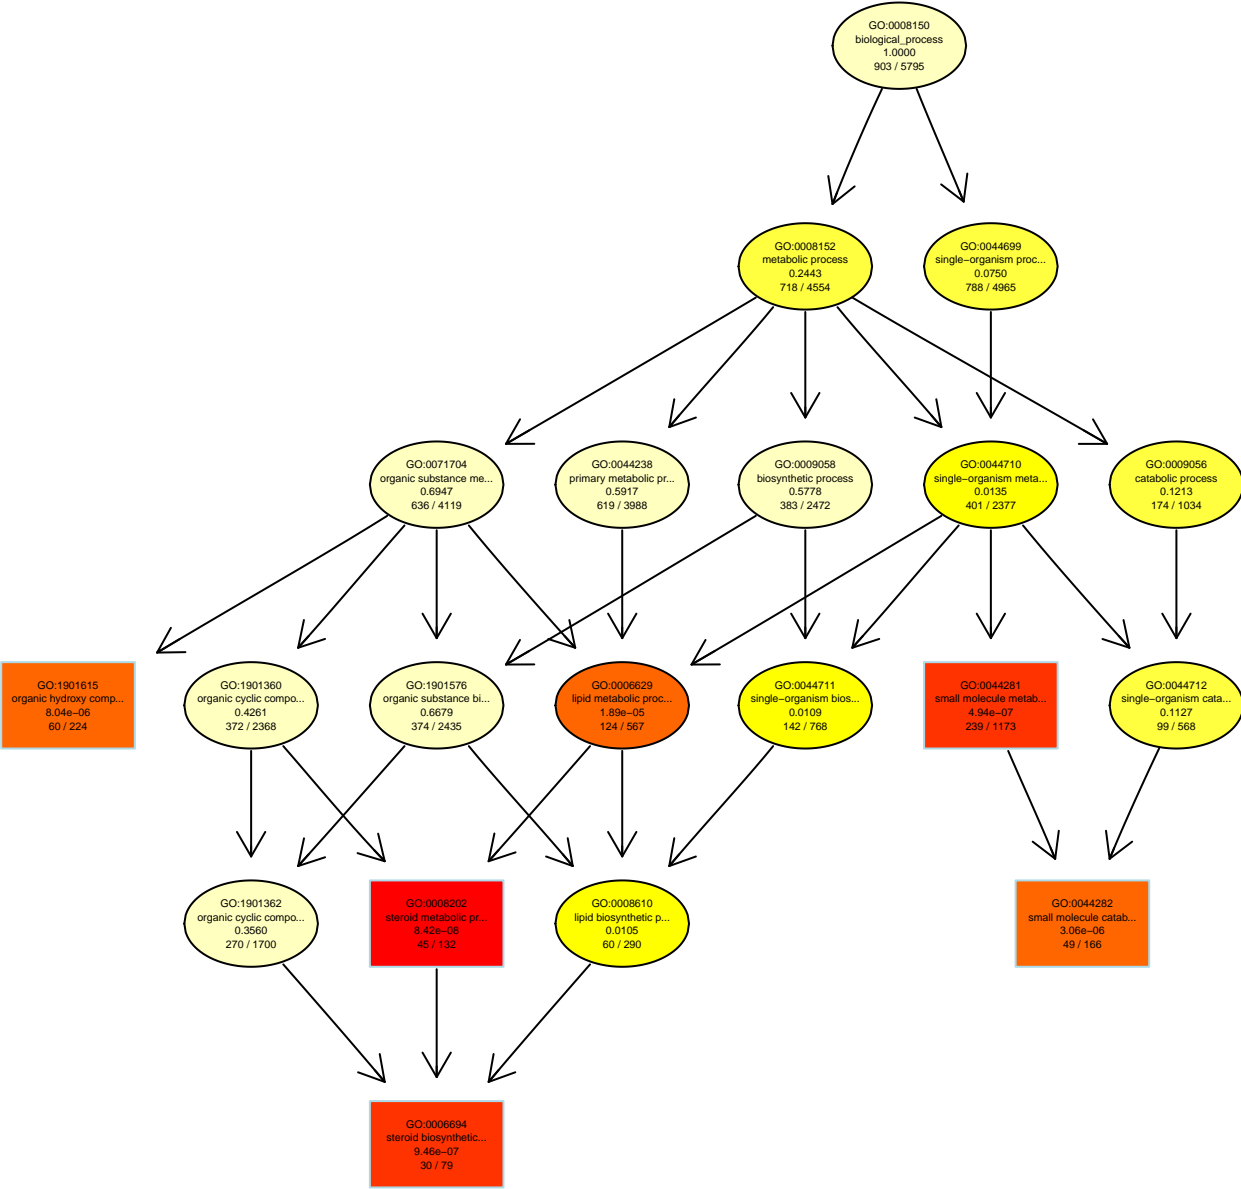 GO:0008150
biological_process
1.0000
903 / 5795
GO:0008152
metabolic process
0.2443
718 / 4554
GO:0044699
single−organism proc...
0.0750
788 / 4965
GO:0071704
organic substance me...
0.6947
636 / 4119
GO:0044238
primary metabolic pr...
0.5917
619 / 3988
GO:0009058
biosynthetic process
0.5778
383 / 2472
GO:0044710
single−organism meta...
0.0135
401 / 2377
GO:0009056
catabolic process
0.1213
174 / 1034
GO:1901615
organic hydroxy comp...
8.04e−06
60 / 224
GO:1901360
organic cyclic compo...
0.4261
372 / 2368
GO:1901576
organic substance bi...
0.6679
374 / 2435
GO:0006629
lipid metabolic proc...
1.89e−05
124 / 567
GO:0044711
single−organism bios...
0.0109
142 / 768
GO:0044281
small molecule metab...
4.94e−07
239 / 1173
GO:0044712
single−organism cata...
0.1127
99 / 568
GO:1901362
organic cyclic compo...
0.3560
270 / 1700
GO:0008202
steroid metabolic pr...
8.42e−08
45 / 132
GO:0008610
lipid biosynthetic p...
0.0105
60 / 290
GO:0044282
small molecule catab...
3.06e−06
49 / 166
GO:0006694
steroid biosynthetic...
9.46e−07
30 / 79